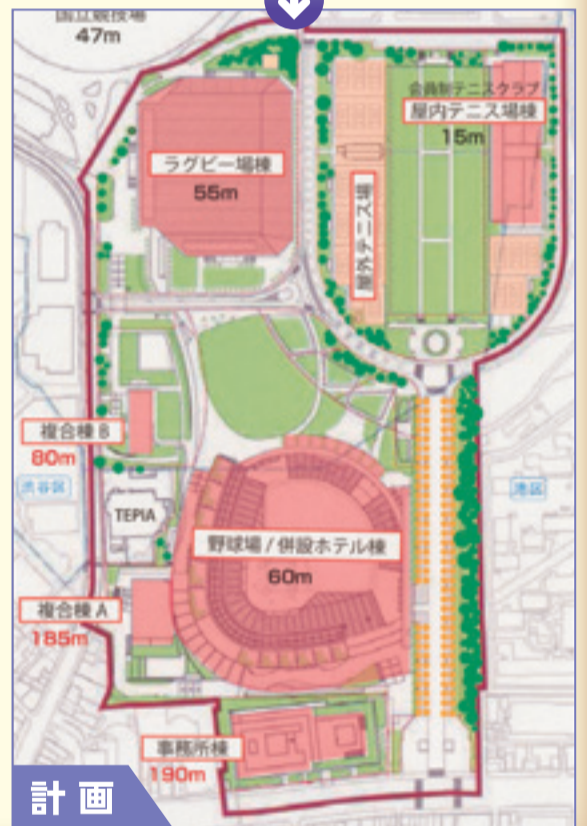 国立競技場
47m
会員制テニスクラブ
屋内テニス場棟
15m
ラグビー場棟
55m
屋外テニス場
複合棟B
80m
渋谷区
港区
TEPIA
野球場/併設ホテル棟
60m
複合棟A
185m
事務所棟
190m
計画